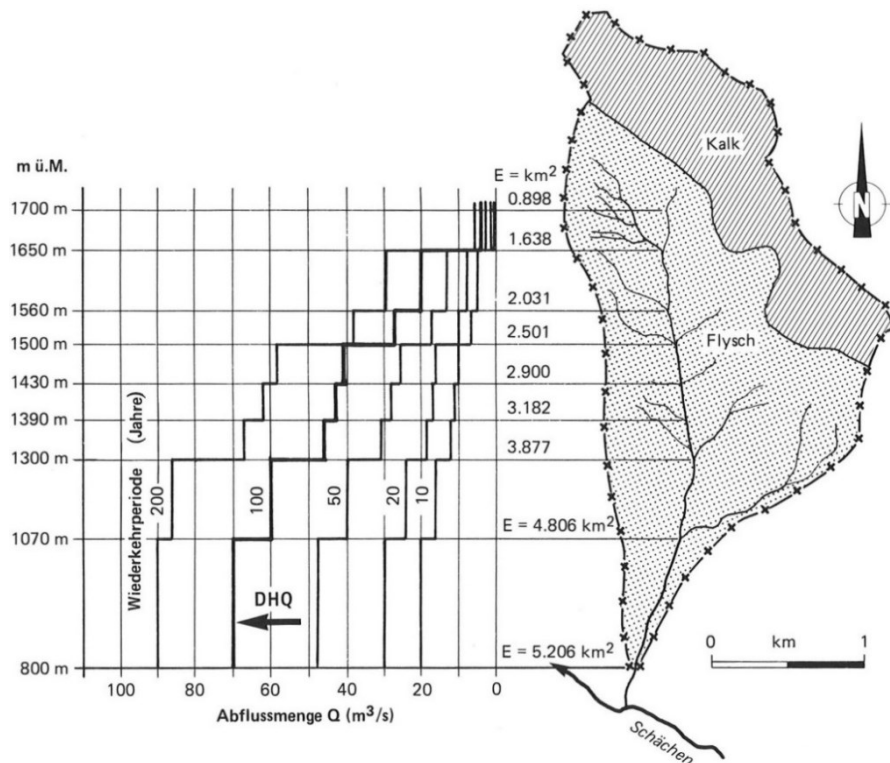 m ü.M.
1700 m
1650 m
1560 m
1500 m
1430 m
1390 m
1300 m
1070 m
800 m
Wiederkehrperiode (Jahre)
200
100
50
20
10
DHQ
100 80 60 40 20 0
Abflussmenge Q (m³/s)
E = km²
0.898
1.638
2.031
2.501
2.900
3.182
3.877
E = 4.806 km²
E = 5.206 km²
Kalk
Flysch
N
0 km 1
Schächen